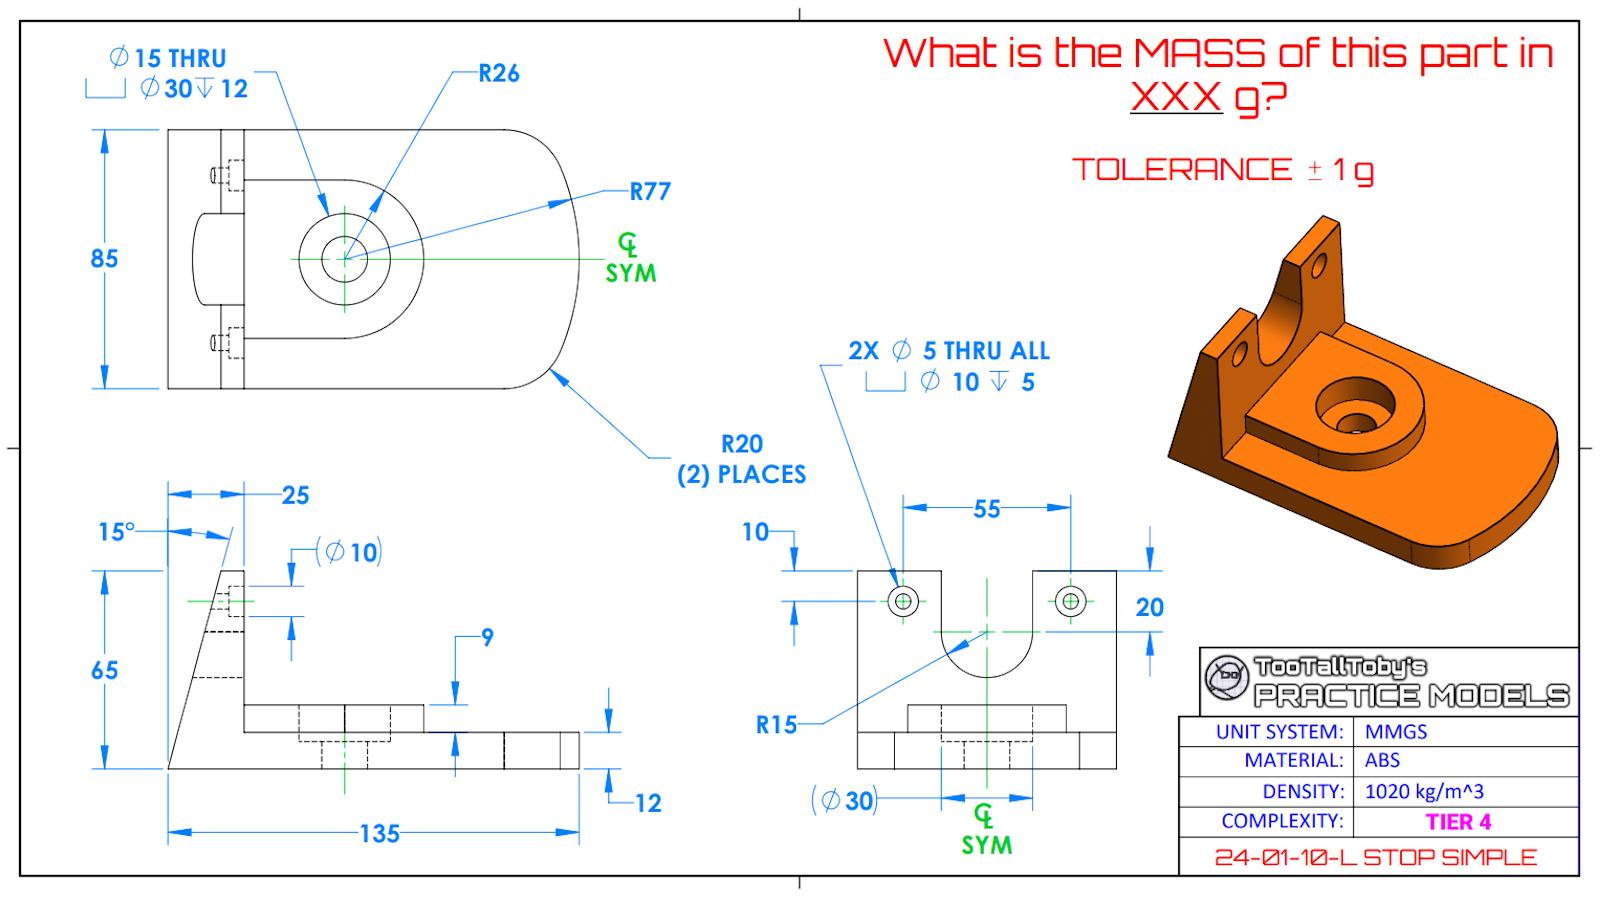 What is the MASS of this part in
XXX g?
TOLERANCE ± 1 g
∅ 15 THRU
⌴ ∅ 30 ↧ 12
R26
R77
℄
SYM
85
R20
(2) PLACES
2X ∅ 5 THRU ALL
⌴ ∅ 10 ↧ 5
25
15°
(∅ 10)
65
9
12
135
10
55
20
R15
(∅ 30)
℄
SYM
TooTallToby's
PRACTICE MODELS
UNIT SYSTEM: MMGS
MATERIAL: ABS
DENSITY: 1020 kg/m^3
COMPLEXITY: TIER 4
24-01-10-L STOP SIMPLE